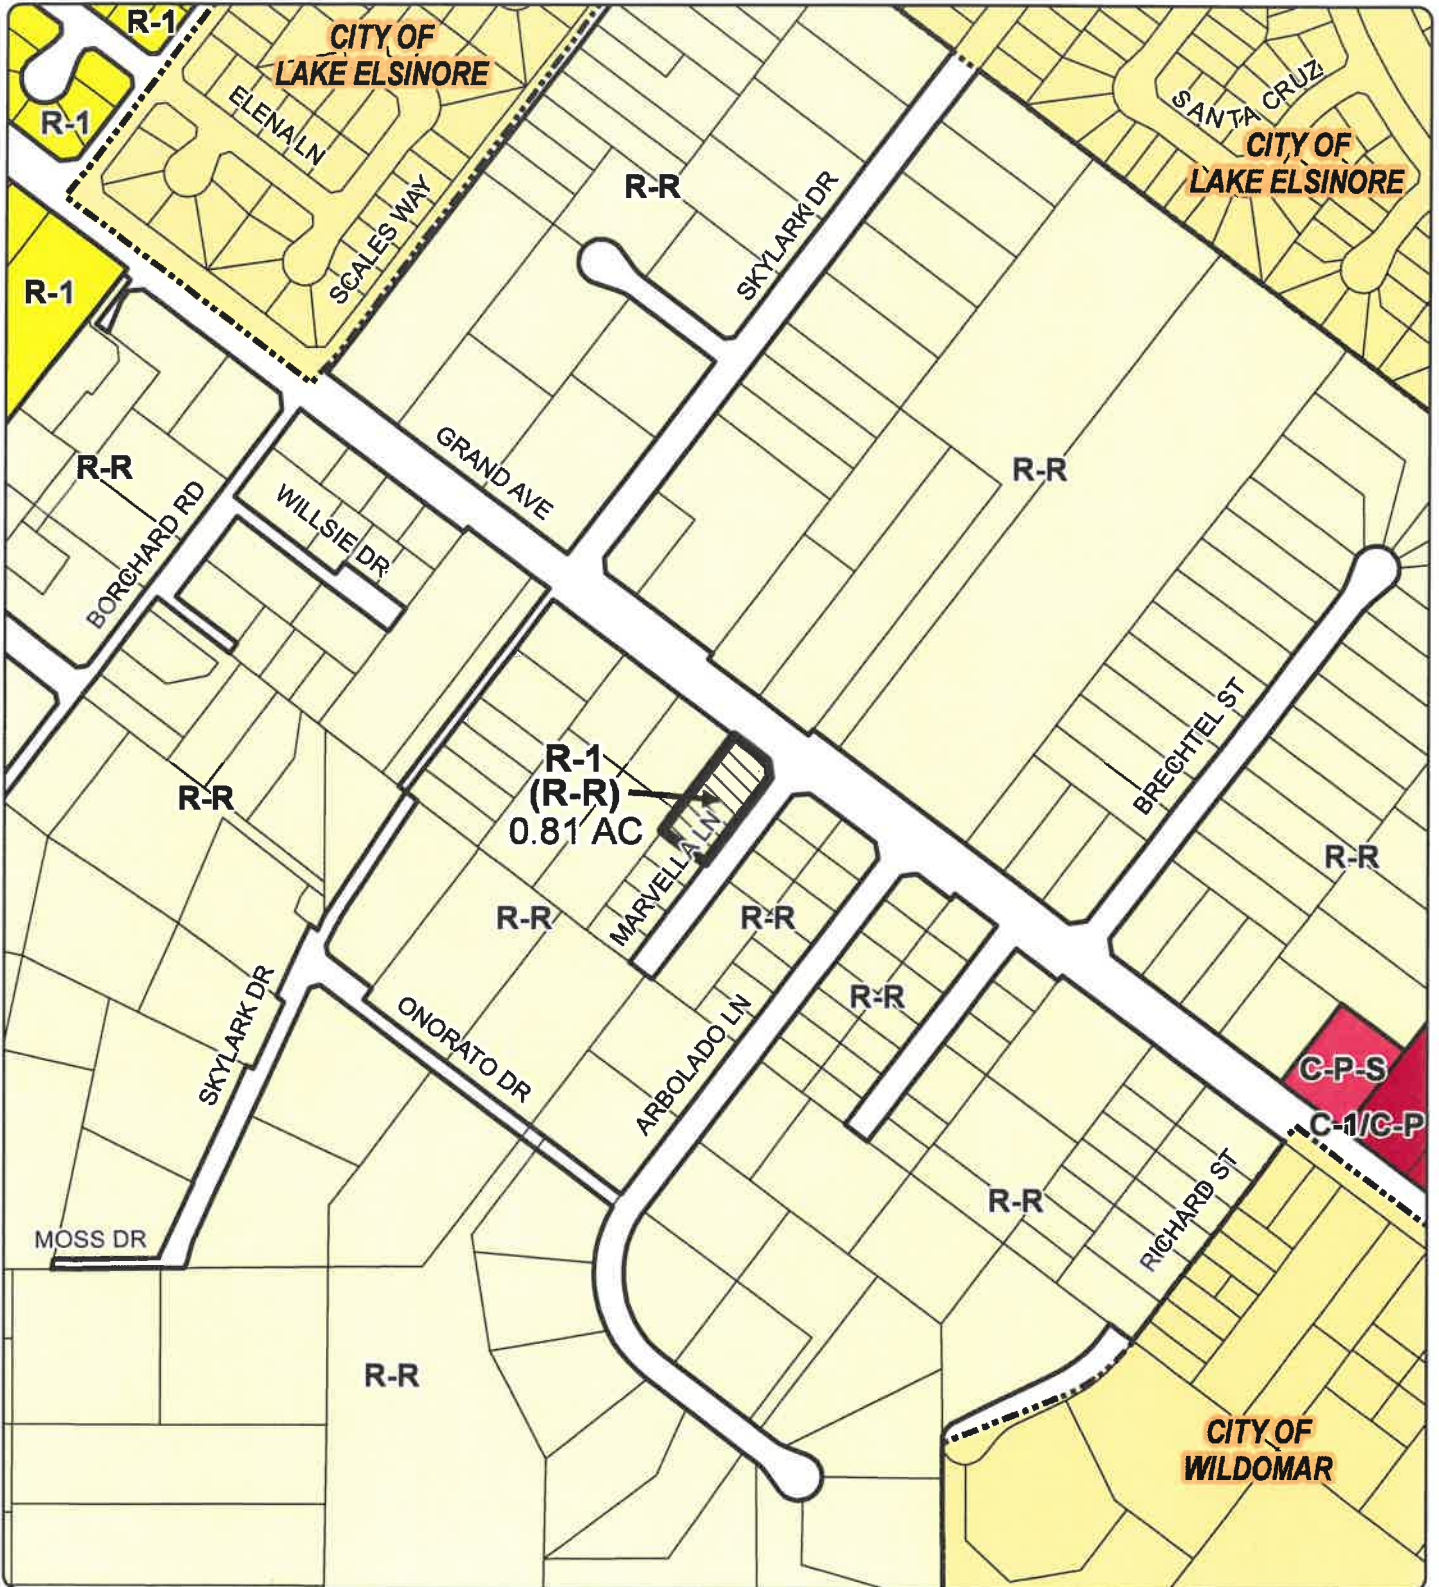 R-1
CITY OF
LAKE ELSINORE
R-1
ELENA LN
SANTA CRUZ
CITY OF
LAKE ELSINORE
R-R
SCALES WAY
SKYLARK DR
R-1
GRAND AVE
R-R
R-R
WILLSIE DR
BORCHARD RD
BRECHTEL ST
R-1
(R-R)
0.81 AC
R-R
MARVELLA LN
R-R
R-R
R-R
R-R
SKYLARK DR
ONORATO DR
ARBOLADO LN
C-P-S
C-1/C-P
R-R
RICHARD ST
MOSS DR
R-R
CITY OF
WILDOMAR